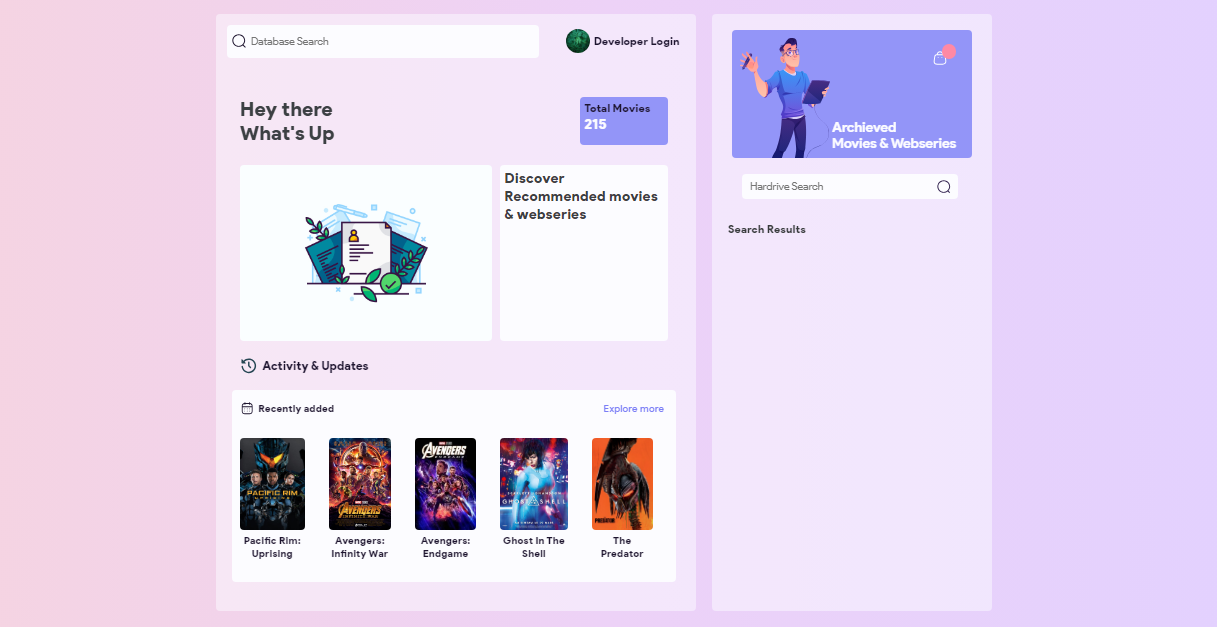 Database Search
Developer Login
Hey there
What's Up
Total Movies
215
Discover
Recommended movies
& webseries
Activity & Updates
Recently added
Explore more
PACIFIC RIM
UPRISING
AVENGERS
INFINITY WAR
AVENGERS
ENDGAME
GHOST IN THE SHELL
PREDATOR
Pacific Rim:
Uprising
Avengers:
Infinity War
Avengers:
Endgame
Ghost In The
Shell
The
Predator
Archieved
Movies & Webseries
Hardrive Search
Search Results